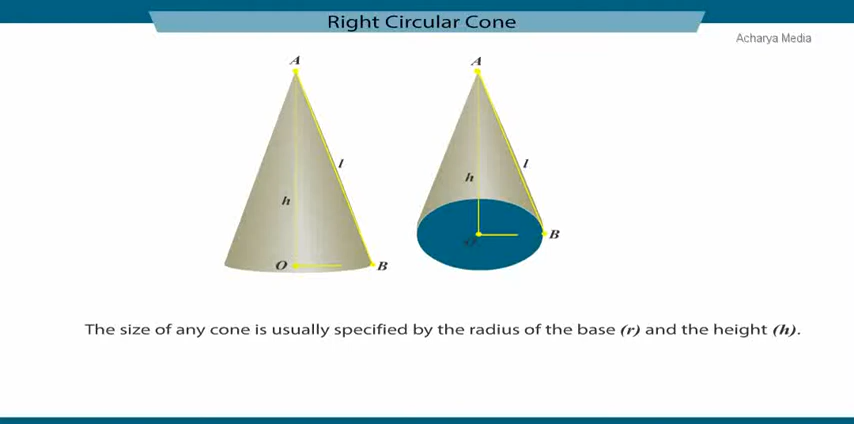 Right Circular Cone
Acharya Media
A
A
l
l
h
h
O
B
O
B
The size of any cone is usually specified by the radius of the base (r) and the height (h).